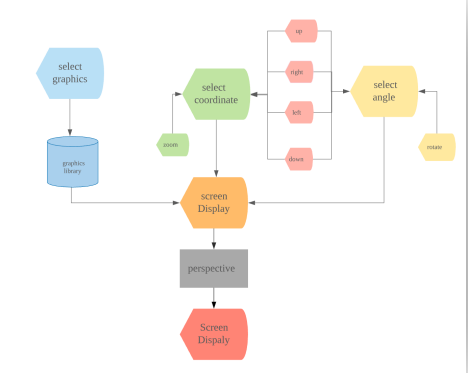 select
graphics
graphics
library
zoom
select
coordinate
up
right
left
down
select
angle
rotate
screen
Display
perspective
Screen
Dispaly